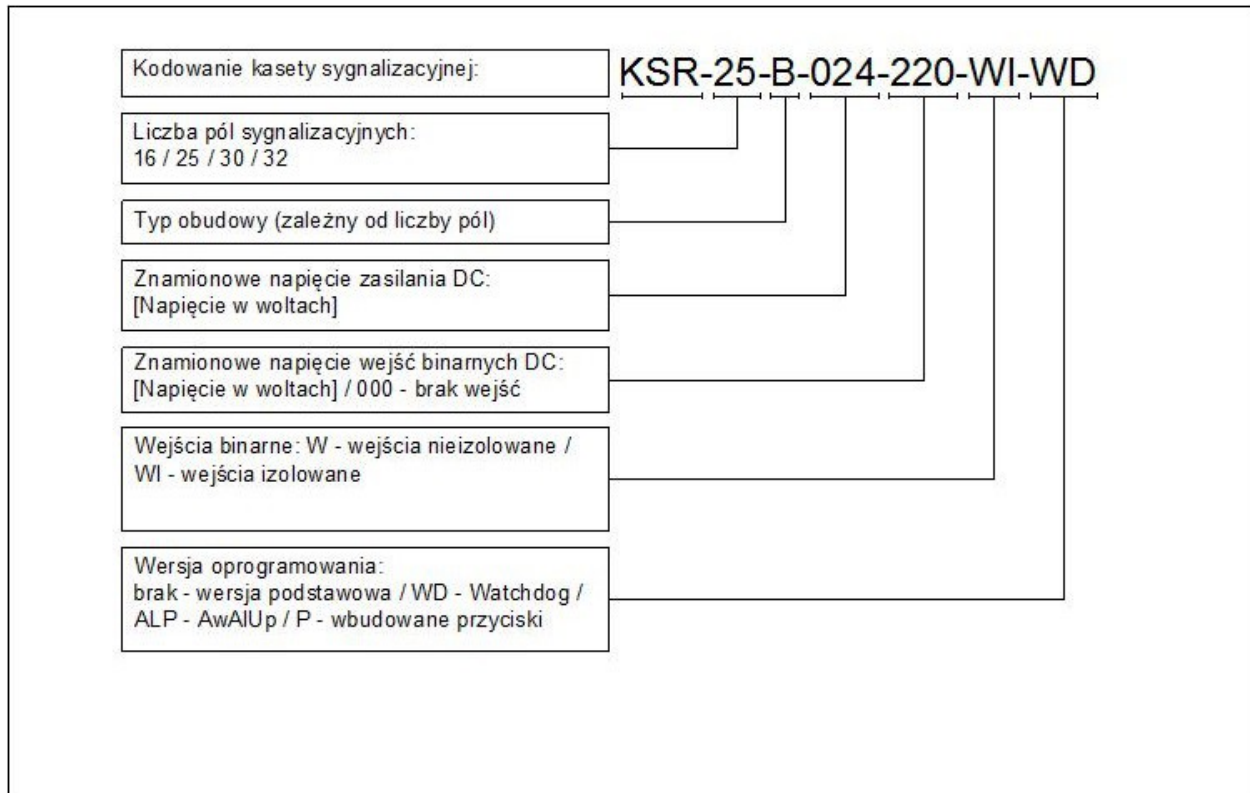 Kodowanie kasety sygnalizacyjnej:
KSR-25-B-024-220-WI-WD
Liczba pól sygnalizacyjnych:
16 / 25 / 30 / 32
Typ obudowy (zależny od liczby pól)
Znamionowe napięcie zasilania DC:
[Napięcie w woltach]
Znamionowe napięcie wejść binarnych DC:
[Napięcie w woltach] / 000 - brak wejść
Wejścia binarne: W - wejścia nieizolowane /
WI - wejścia izolowane
Wersja oprogramowania:
brak - wersja podstawowa / WD - Watchdog /
ALP - AwAlUp / P - wbudowane przyciski